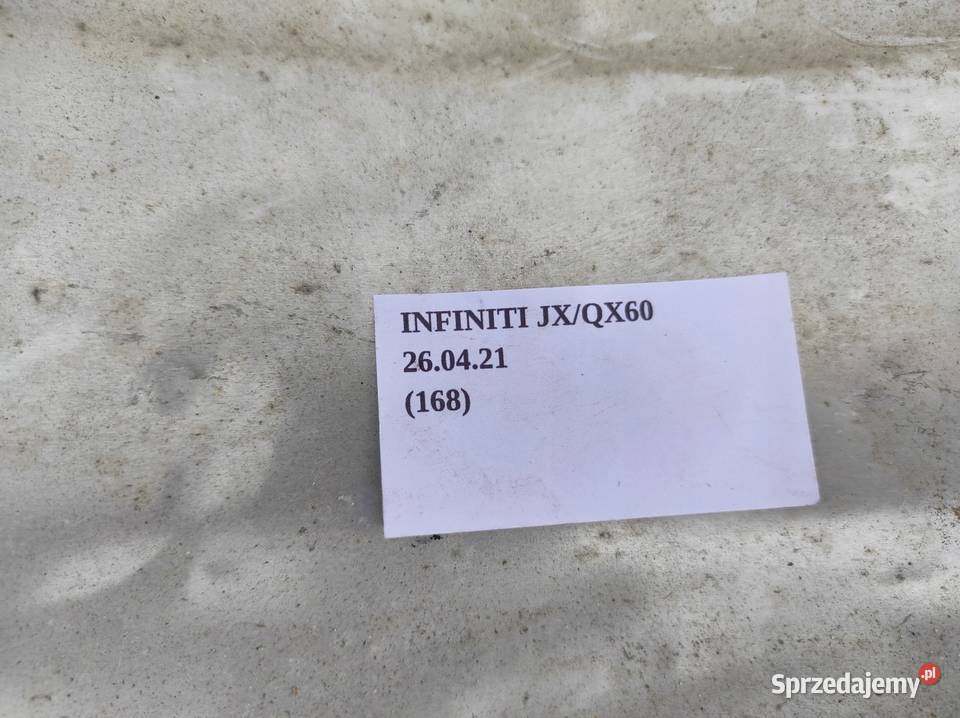 INFINITI JX/QX60
26.04.21
(168)
Sprzedajemy.pl